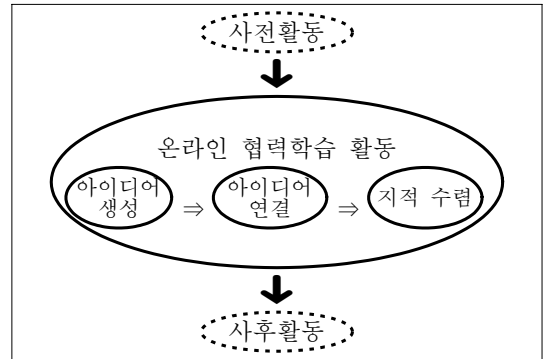 사전활동
온라인 협력학습 활동
아이디어
생성
⇒
아이디어
연결
⇒
지적 수렴
사후활동